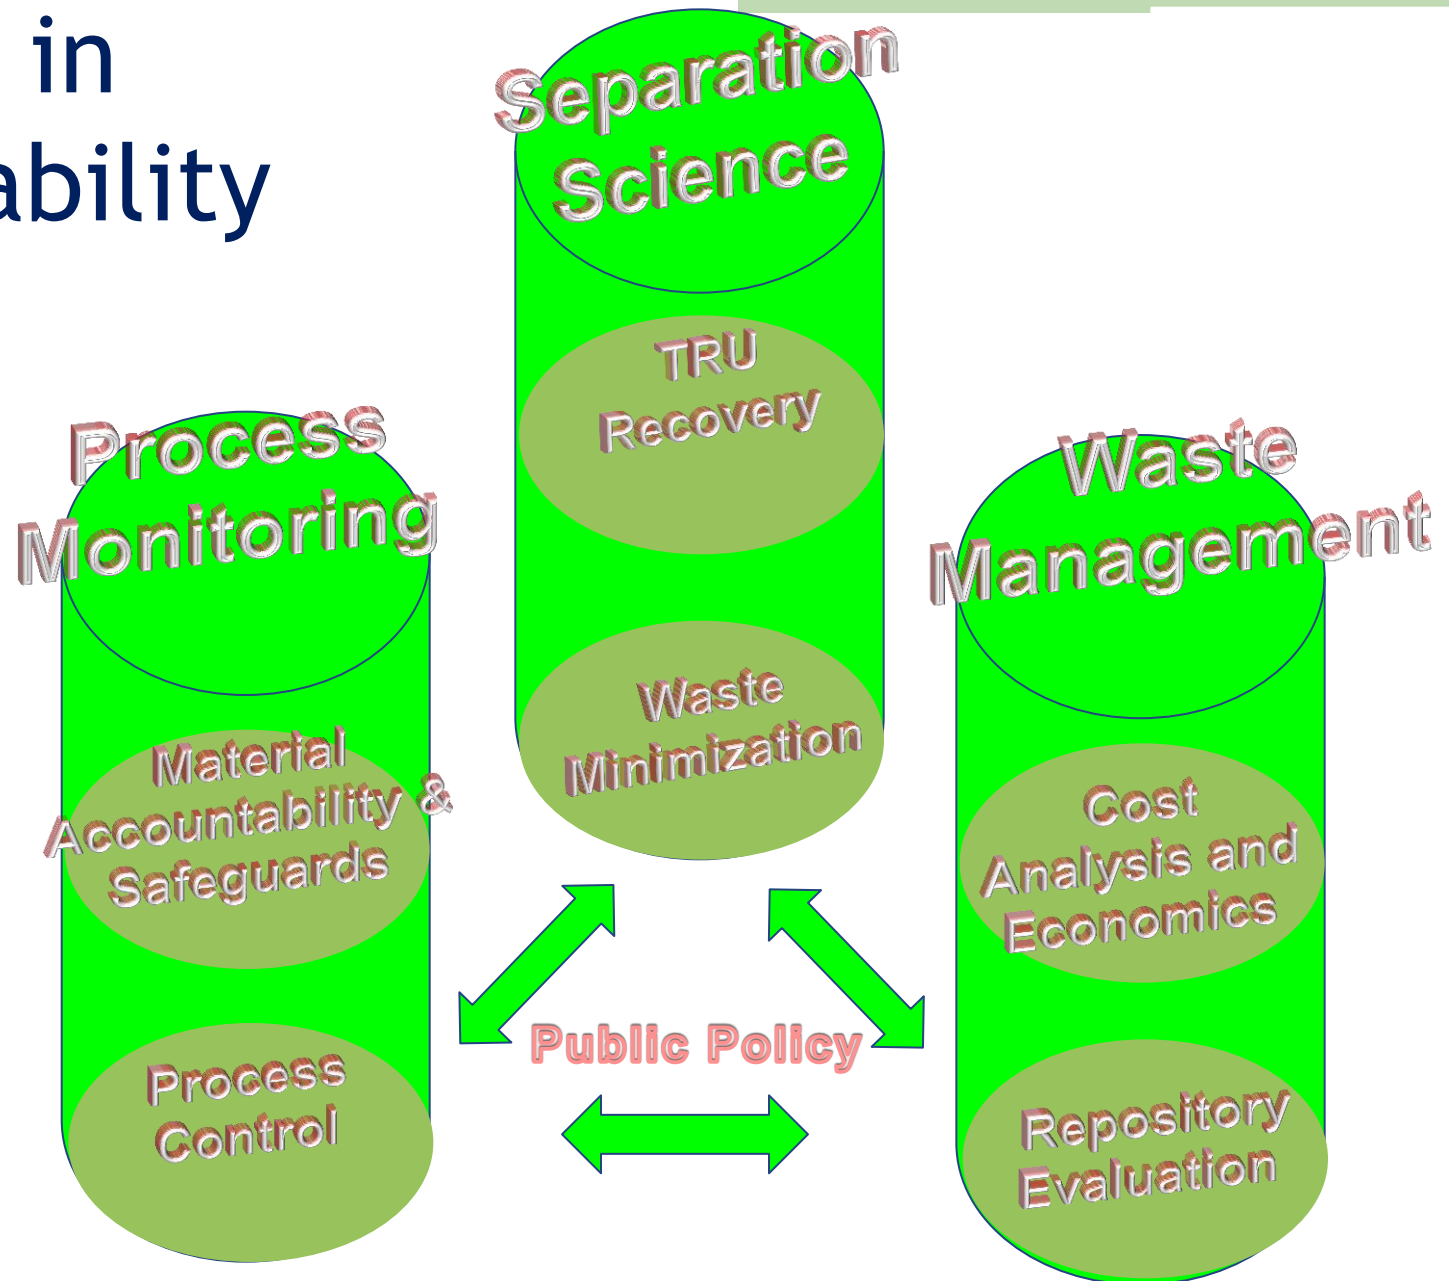 in
ability
Separation
Science
TRU
Recovery
Waste
Minimization
Process
Monitoring
Material
Accountability &
Safeguards
Process
Control
Waste
Management
Cost
Analysis and
Economics
Repository
Evaluation
Public Policy